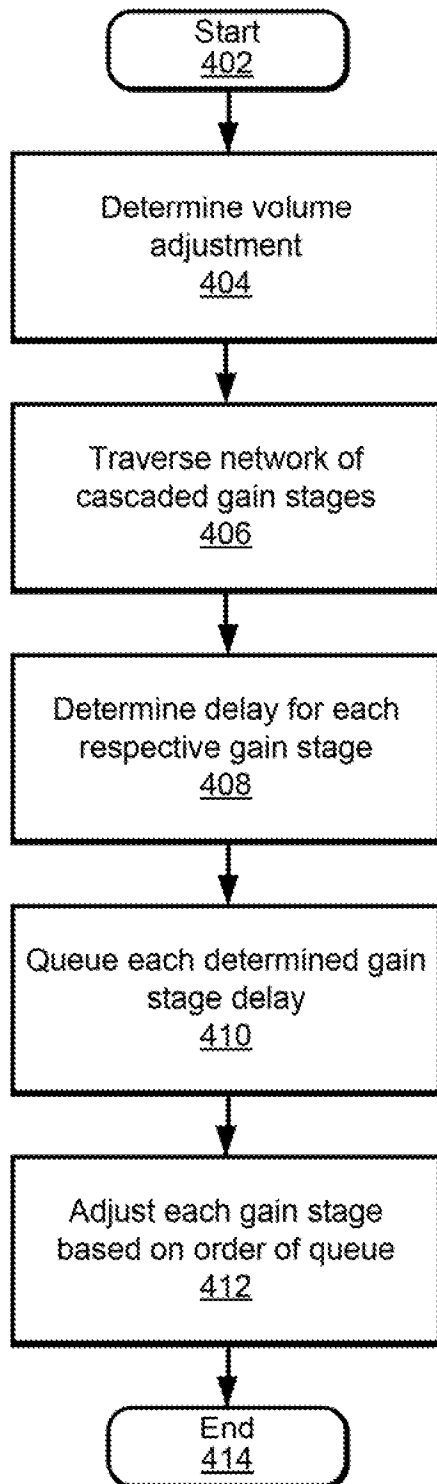 Start
402
Determine volume
adjustment
404
Traverse network of
cascaded gain stages
406
Determine delay for each
respective gain stage
408
Queue each determined gain
stage delay
410
Adjust each gain stage
based on order of queue
412
End
414